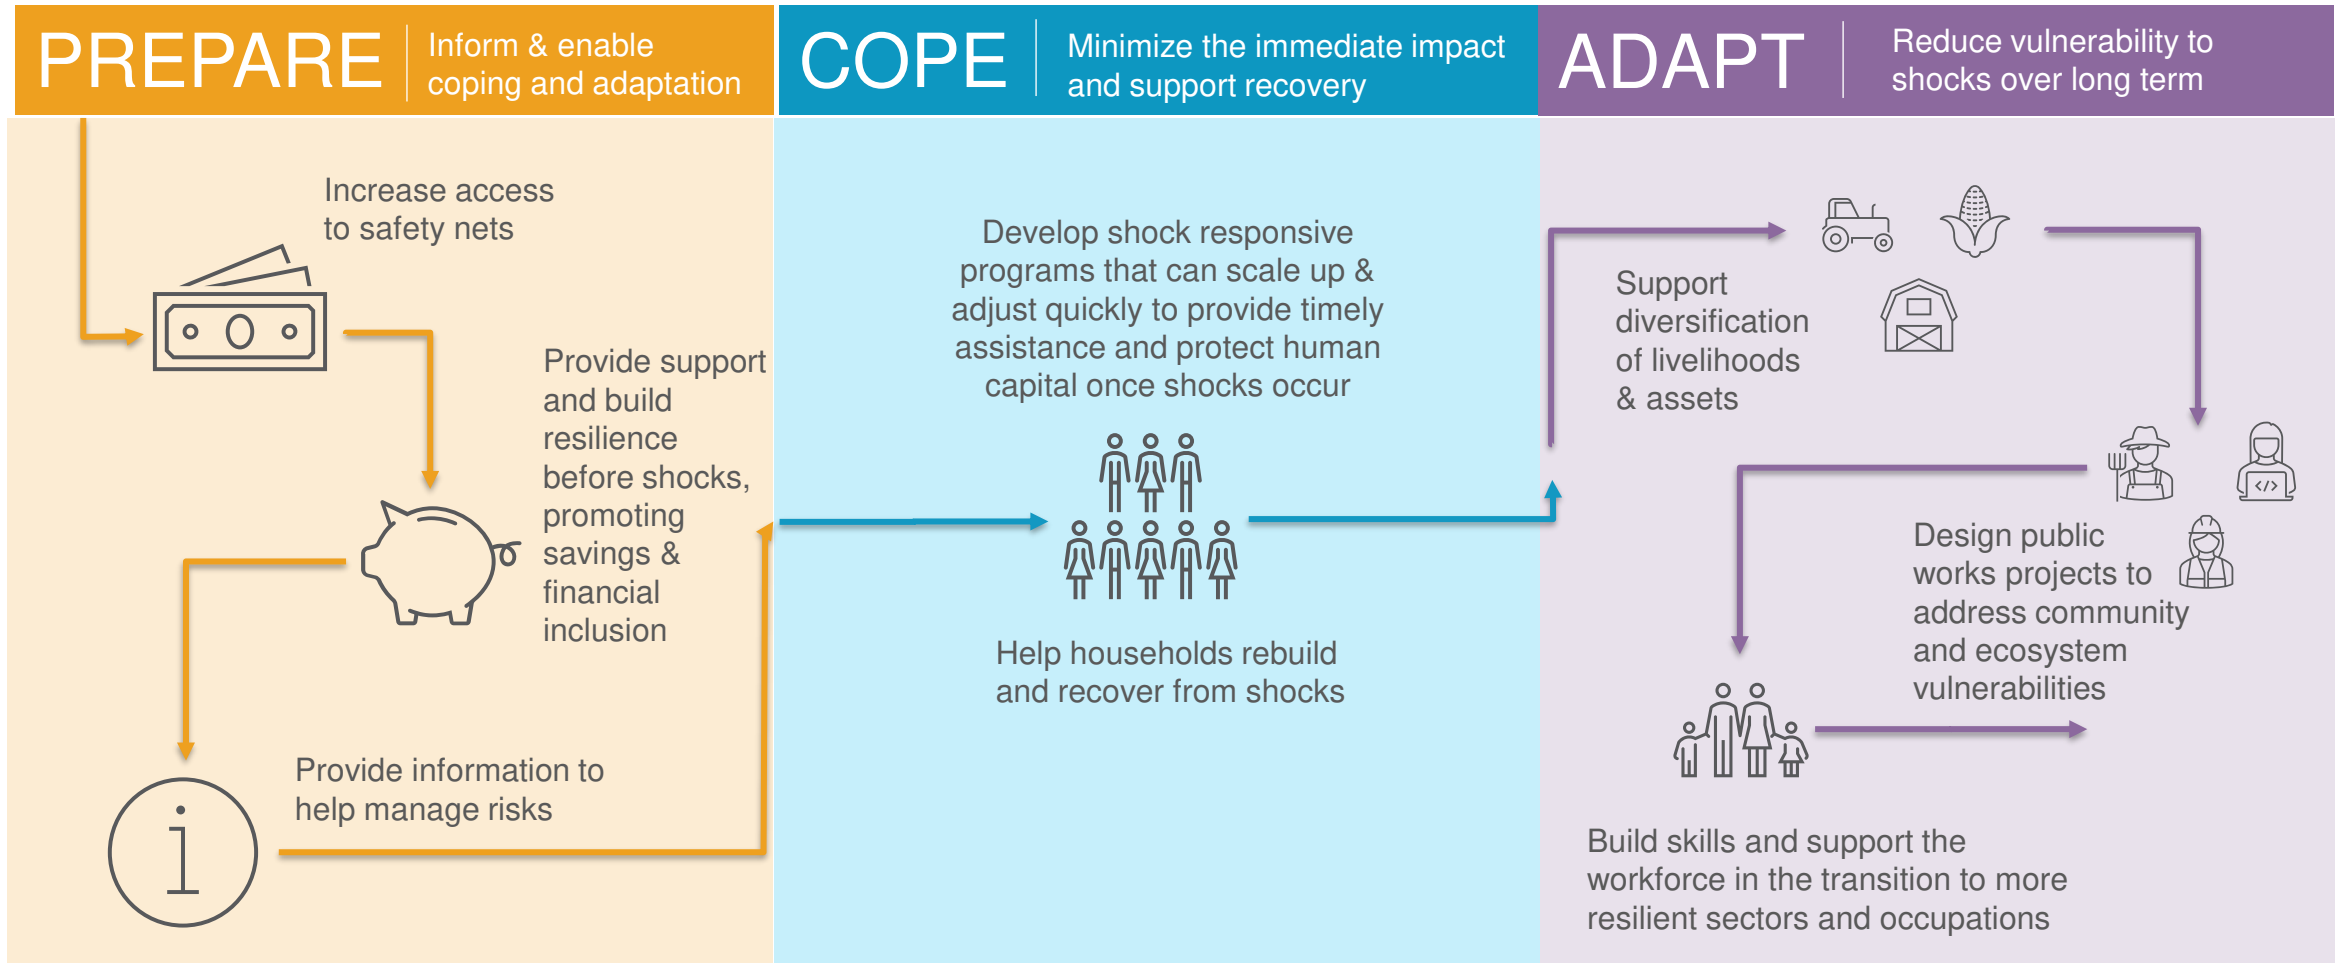 PREPARE
Inform & enable
coping and adaptation
COPE
Minimize the immediate impact
and support recovery
ADAPT
Reduce vulnerability to
shocks over long term
Increase access
to safety nets
Provide support
and build
resilience
before shocks,
promoting
savings &
financial
inclusion
i
Provide information to
help manage risks
Develop shock responsive
programs that can scale up &
adjust quickly to provide timely
assistance and protect human
capital once shocks occur
Help households rebuild
and recover from shocks
Support
diversification
of livelihoods
& assets
</>
Design public
works projects to
address community
and ecosystem
vulnerabilities
Build skills and support the
workforce in the transition to more
resilient sectors and occupations